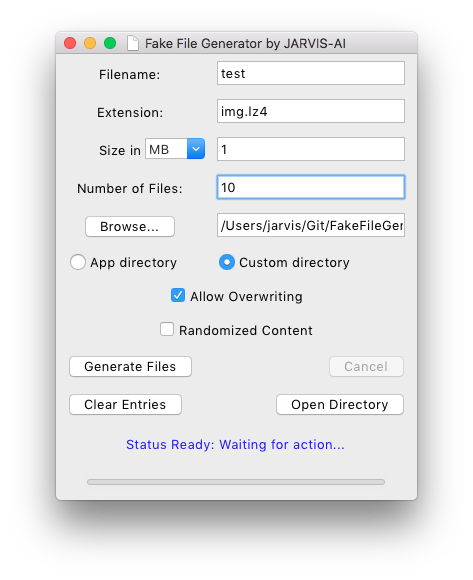 Fake File Generator by JARVIS-AI
Filename: test
Extension: img.lz4
Size in MB 1
Number of Files: 10
Browse... /Users/jarvis/Git/FakeFileGer
App directory Custom directory
Allow Overwriting
Randomized Content
Generate Files Cancel
Clear Entries Open Directory
Status Ready: Waiting for action...